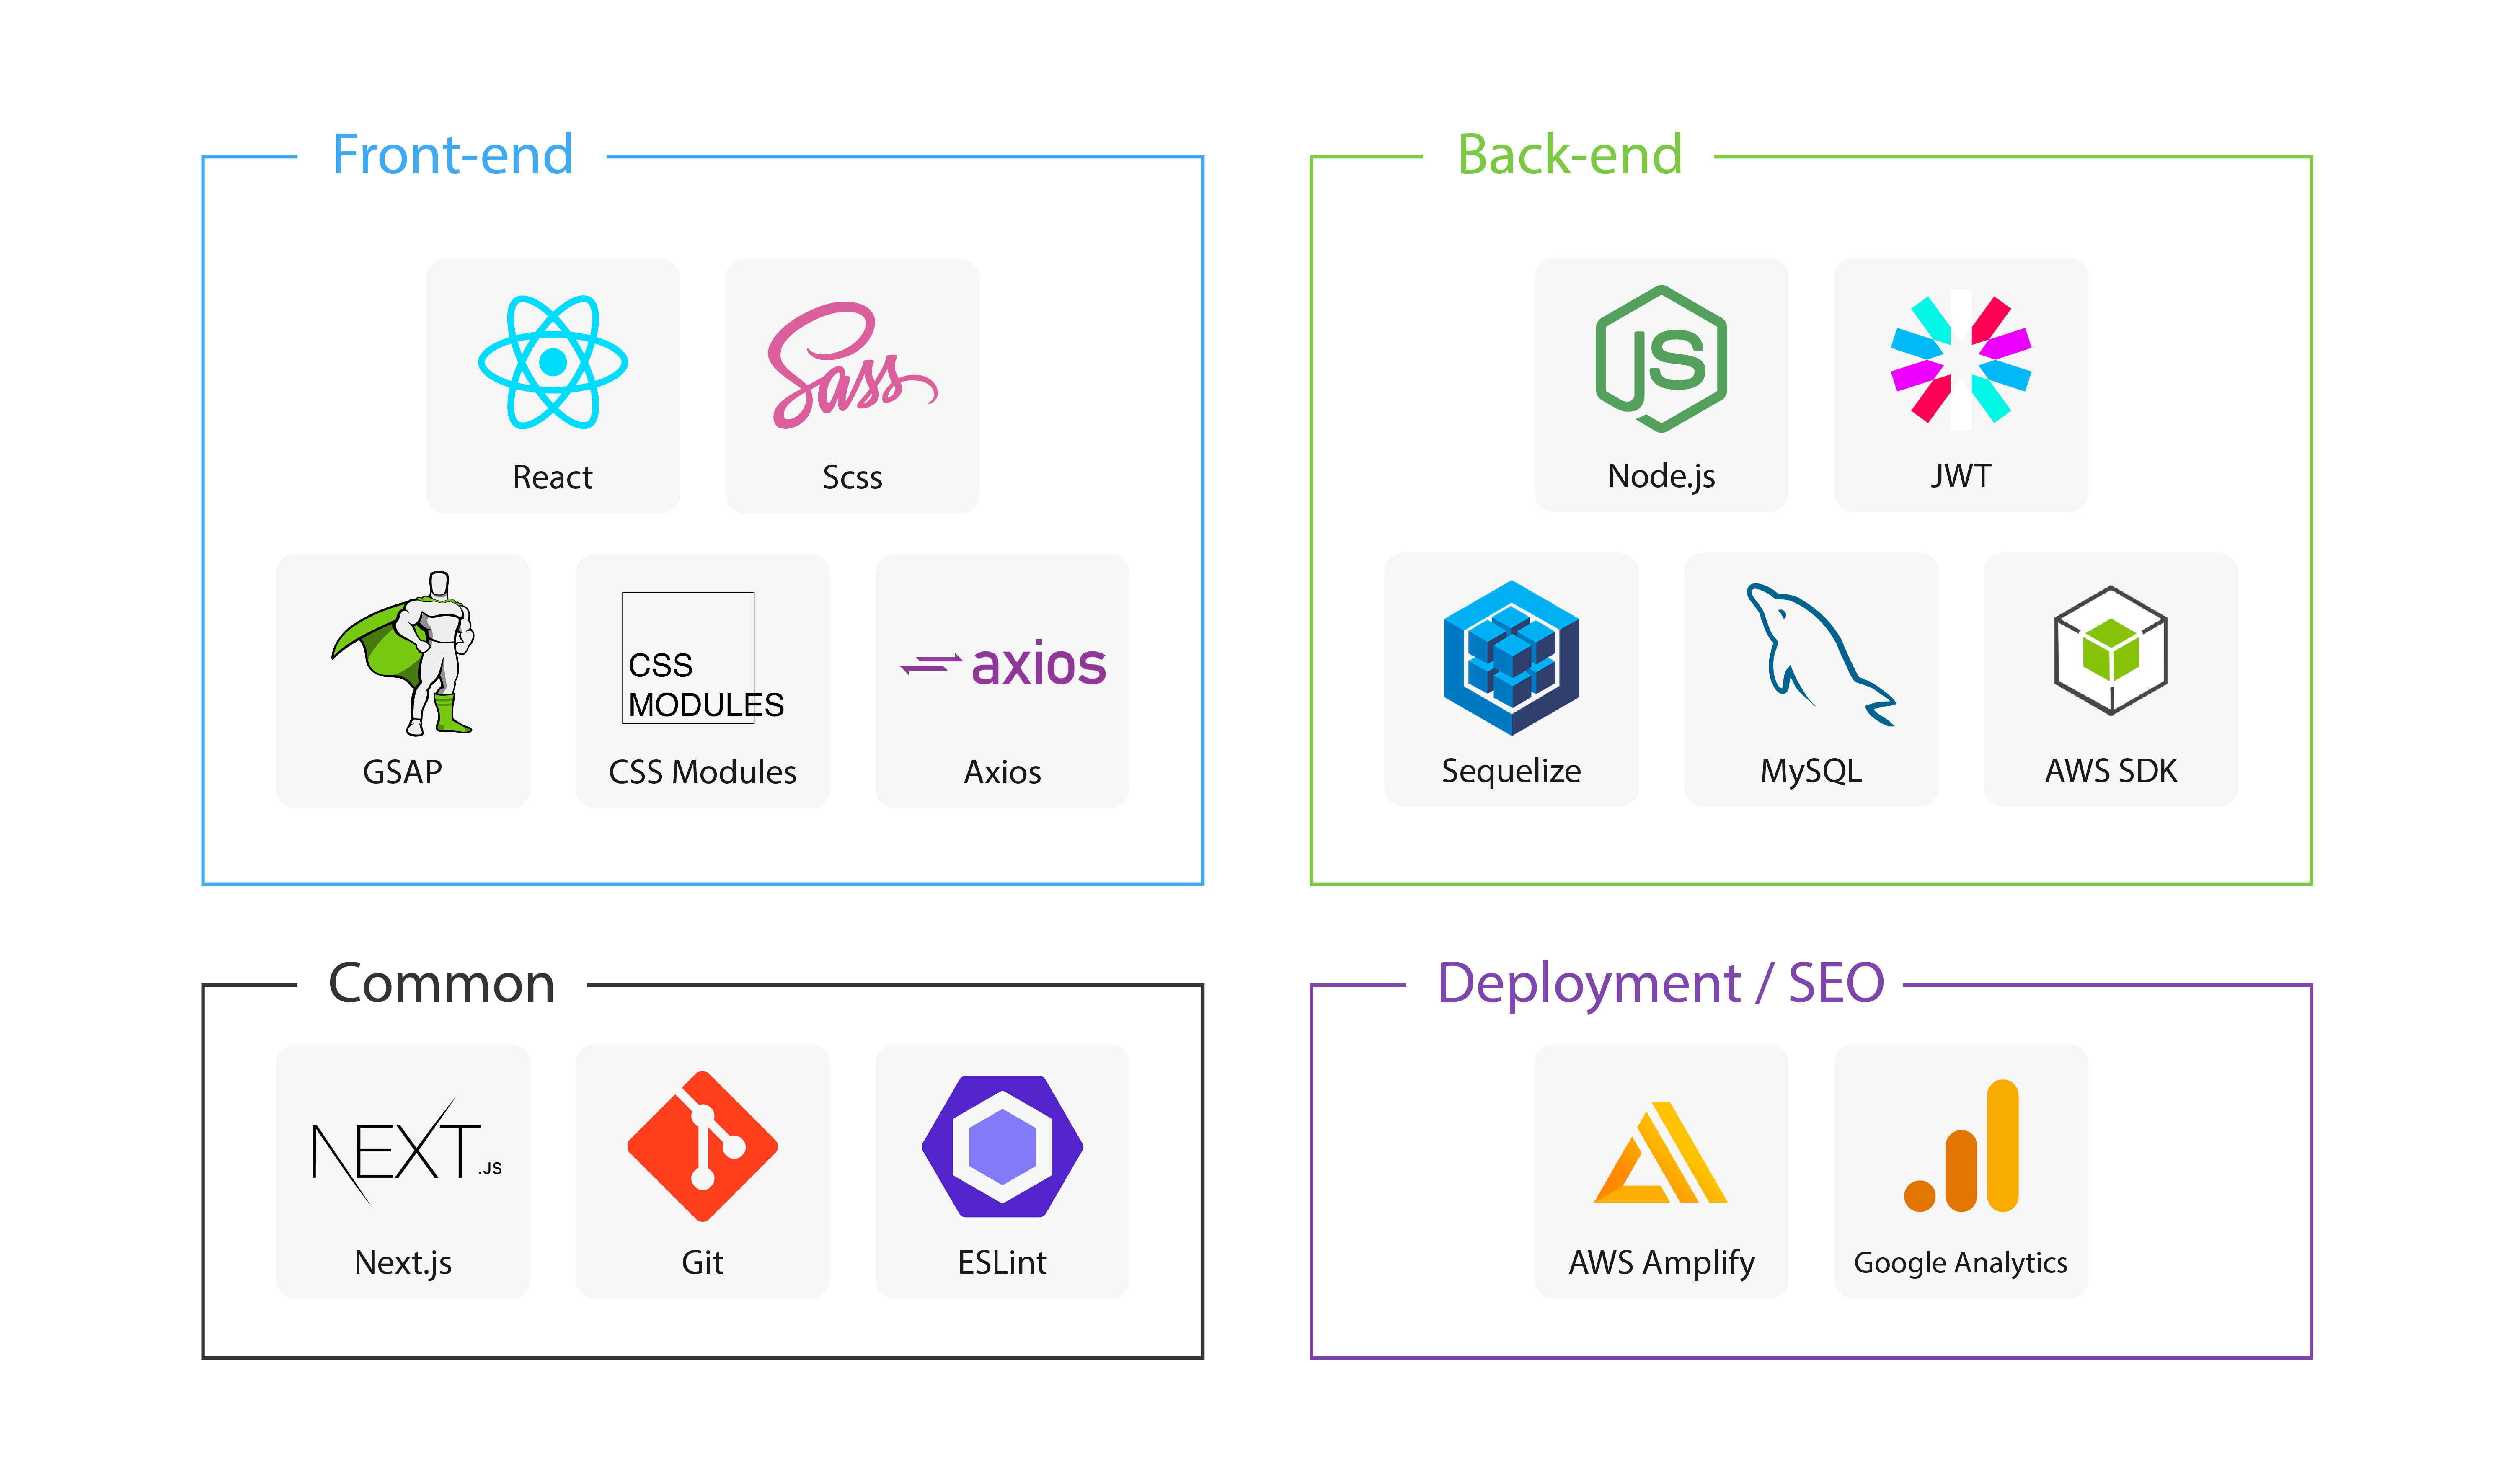 Front-end
Back-end
Sass
JS
React
Scss
Node.js
JWT
CSS
MODULES
axios
GSAP
CSS Modules
Axios
Sequelize
MySQL
AWS SDK
Common
Deployment / SEO
NEXT.JS
Next.js
Git
ESLint
AWS Amplify
Google Analytics